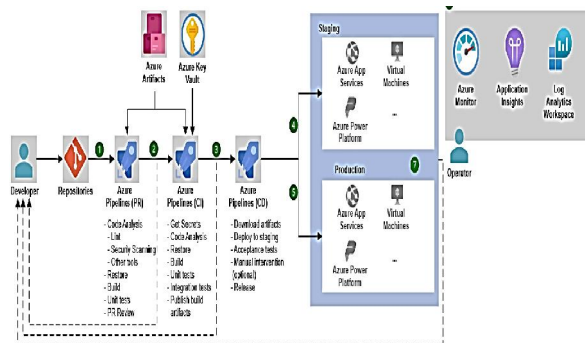 Staging
Azure
Artifacts
Azure Key
Vault
Azure App
Services
Virtual
Machines
Azure Power
Platform
...
Azure
Monitor
Application
Insights
Log
Analytics
Workspace
1
2
3
4
5
7
Developer
Repositories
Azure
Pipelines (PR)
Azure
Pipelines (CI)
Azure
Pipelines (CD)
Operator
- Code Analysis
- Lint
- Security Scanning
- Other tools
- Restore
- Build
- Unit tests
- PR Review
- Get Secrets
- Code Analysis
- Restore
- Build
- Unit tests
- Integration tests
- Publish build
artifacts
- Download artifacts
- Deploy to staging
- Acceptance tests
- Manual intervention
(optional)
- Release
Production
Azure App
Services
Virtual
Machines
Azure Power
Platform
...